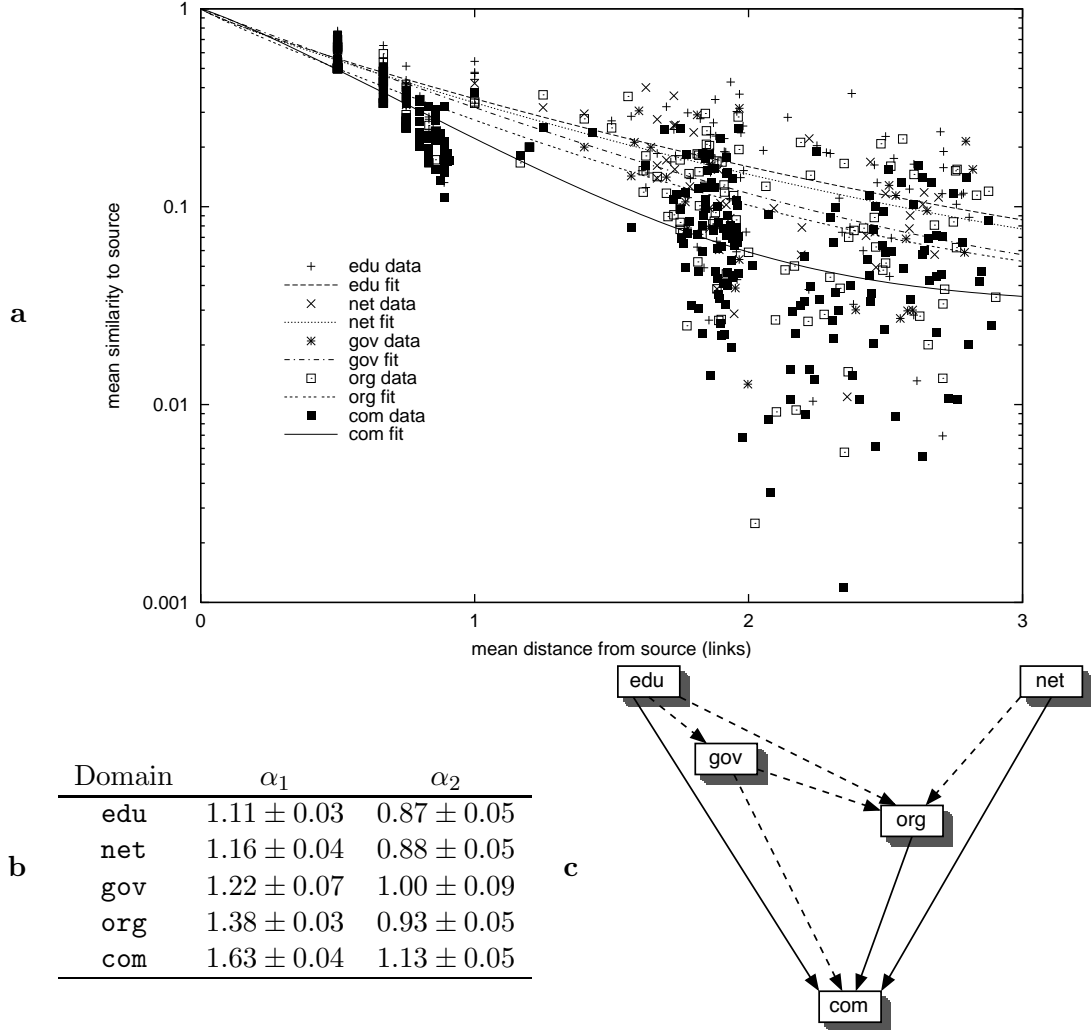 1
0.1
0.01
0.001
0
1
2
3
mean similarity to source
mean distance from source (links)
edu data
edu fit
net data
net fit
gov data
gov fit
org data
org fit
com data
com fit
a
b
Domain α₁ α₂
edu 1.11 ± 0.03 0.87 ± 0.05
net 1.16 ± 0.04 0.88 ± 0.05
gov 1.22 ± 0.07 1.00 ± 0.09
org 1.38 ± 0.03 0.93 ± 0.05
com 1.63 ± 0.04 1.13 ± 0.05
c
edu
net
gov
org
com